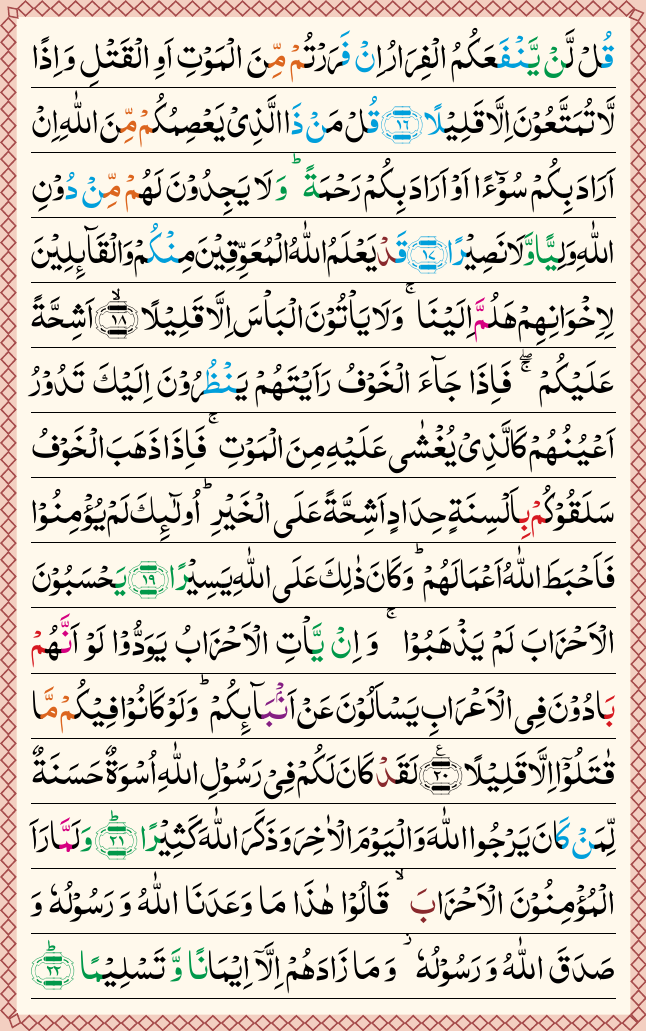 قُلْ لَّنْ يَّنْفَعَكُمُ الْفِرَارُ اِنْ فَرَرْتُمْ مِّنَ الْمَوْتِ اَوِ الْقَتْلِ وَاِذًا
لَّا تُمَتَّعُوْنَ اِلَّا قَلِيْلًا ﴿١٦﴾ قُلْ مَنْ ذَا الَّذِىْ يَعْصِمُكُمْ مِّنَ اللّٰهِ اِنْ
اَرَادَ بِكُمْ سُوْٓءًا اَوْ اَرَادَ بِكُمْ رَحْمَةً ؕ وَلَا يَجِدُوْنَ لَهُمْ مِّنْ دُوْنِ
اللّٰهِ وَلِيًّا وَّلَا نَصِيْرًا ﴿١٧﴾ قَدْ يَعْلَمُ اللّٰهُ الْمُعَوِّقِيْنَ مِنْكُمْ وَالْقَآئِلِيْنَ
لِاِخْوَانِهِمْ هَلُمَّ اِلَيْنَا ۚ وَلَا يَاْتُوْنَ الْبَاْسَ اِلَّا قَلِيْلًا ۙ﴿١٨﴾ اَشِحَّةً
عَلَيْكُمْ ۖۚ فَاِذَا جَآءَ الْخَوْفُ رَاَيْتَهُمْ يَنْظُرُوْنَ اِلَيْكَ تَدُوْرُ
اَعْيُنُهُمْ كَالَّذِىْ يُغْشٰى عَلَيْهِ مِنَ الْمَوْتِ ۚ فَاِذَا ذَهَبَ الْخَوْفُ
سَلَقُوْكُمْ بِاَلْسِنَةٍ حِدَادٍ اَشِحَّةً عَلَى الْخَيْرِ ؕ اُولٰٓئِكَ لَمْ يُؤْمِنُوْا
فَاَحْبَطَ اللّٰهُ اَعْمَالَهُمْ ؕ وَكَانَ ذٰلِكَ عَلَى اللّٰهِ يَسِيْرًا ﴿١٩﴾ يَحْسَبُوْنَ
الْاَحْزَابَ لَمْ يَذْهَبُوْا ۚ وَاِنْ يَّاْتِ الْاَحْزَابُ يَوَدُّوْا لَوْ اَنَّهُمْ
بَادُوْنَ فِى الْاَعْرَابِ يَسْاَلُوْنَ عَنْ اَنْۢبَآئِكُمْ ؕ وَلَوْ كَانُوْا فِيْكُمْ مَّا
قٰتَلُوْٓا اِلَّا قَلِيْلًا ﴿٢٠﴾ۧ لَقَدْ كَانَ لَكُمْ فِىْ رَسُوْلِ اللّٰهِ اُسْوَةٌ حَسَنَةٌ
لِّمَنْ كَانَ يَرْجُوا اللّٰهَ وَالْيَوْمَ الْاٰخِرَ وَذَكَرَ اللّٰهَ كَثِيْرًا ؕ﴿٢١﴾ وَلَمَّا رَاَ
الْمُؤْمِنُوْنَ الْاَحْزَابَ ۙ قَالُوْا هٰذَا مَا وَعَدَنَا اللّٰهُ وَرَسُوْلُهٗ وَ
صَدَقَ اللّٰهُ وَرَسُوْلُهٗ ۫ وَمَا زَادَهُمْ اِلَّاۤ اِيْمَانًا وَّتَسْلِيْمًا ؕ﴿٢٢﴾